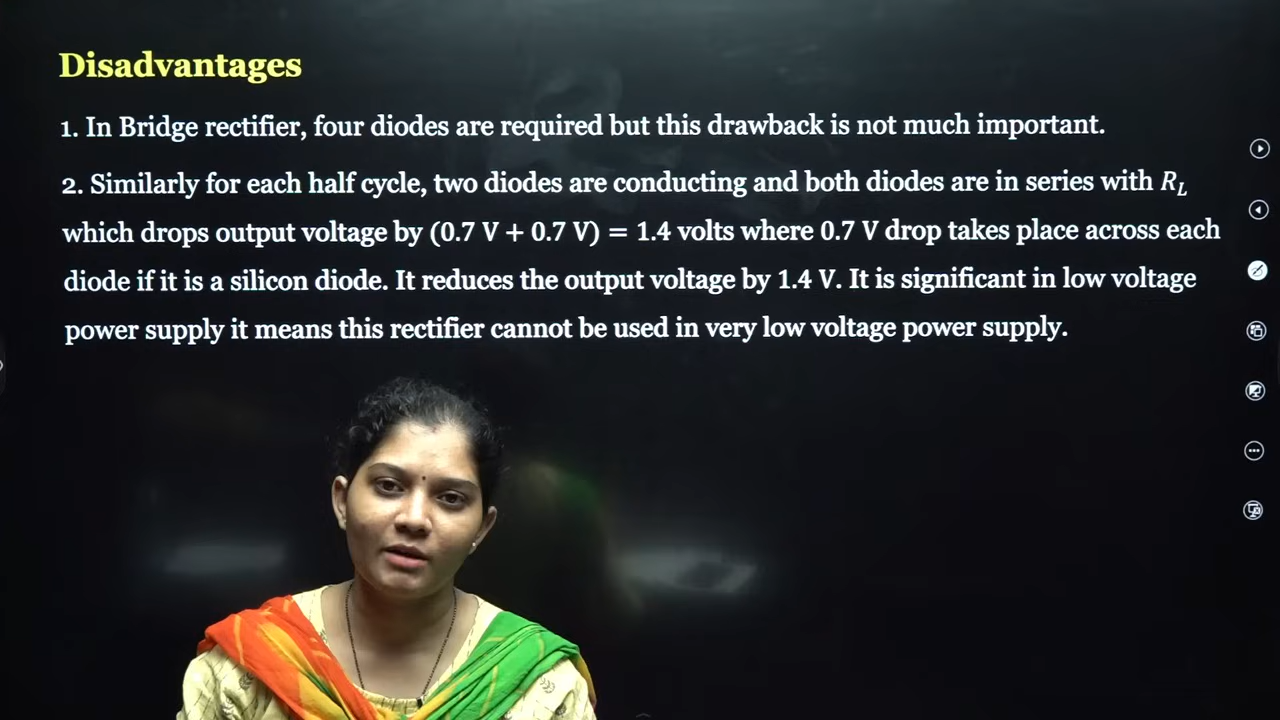 Disadvantages
1. In Bridge rectifier, four diodes are required but this drawback is not much important.
2. Similarly for each half cycle, two diodes are conducting and both diodes are in series with R_L
which drops output voltage by (0.7 V + 0.7 V) = 1.4 volts where 0.7 V drop takes place across each
diode if it is a silicon diode. It reduces the output voltage by 1.4 V. It is significant in low voltage
power supply it means this rectifier cannot be used in very low voltage power supply.